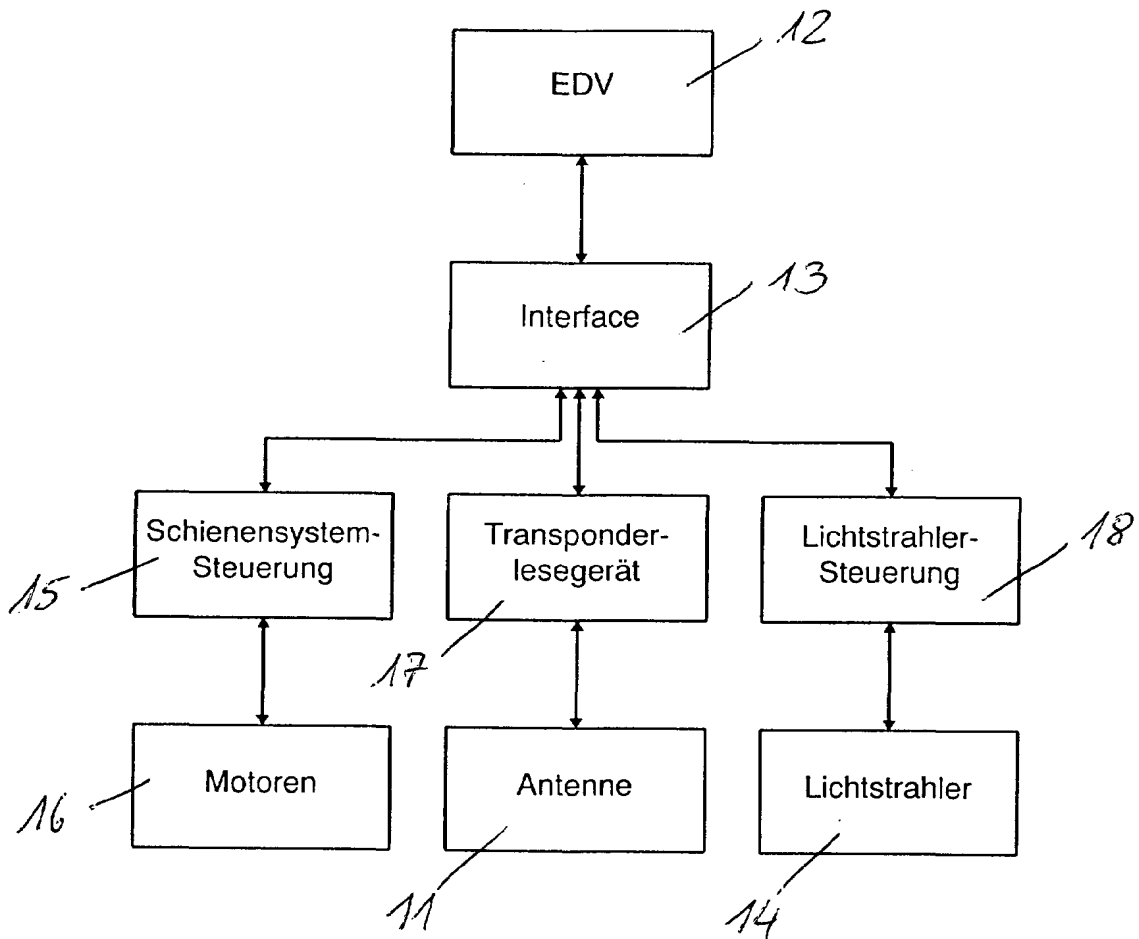 12
EDV
13
Interface
Schienensystem-
Steuerung
15
Transponder-
lesegerät
17
Lichtstrahler-
Steuerung
18
Motoren
16
Antenne
11
Lichtstrahler
14